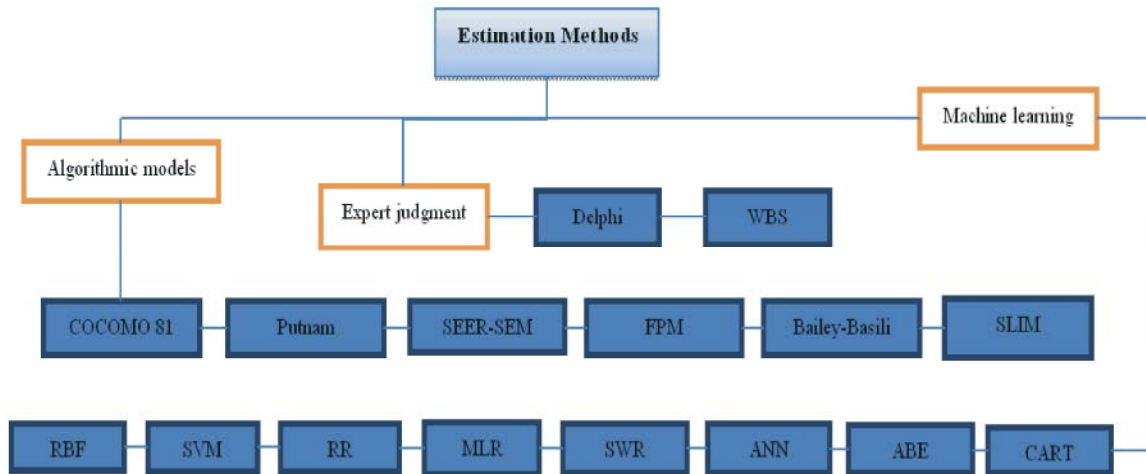 Estimation Methods
Machine learning
Algorithmic models
Expert judgment
Delphi
WBS
COCOMO 81
Putnam
SEER-SEM
FPM
Bailey-Basili
SLIM
RBF
SVM
RR
MLR
SWR
ANN
ABE
CART